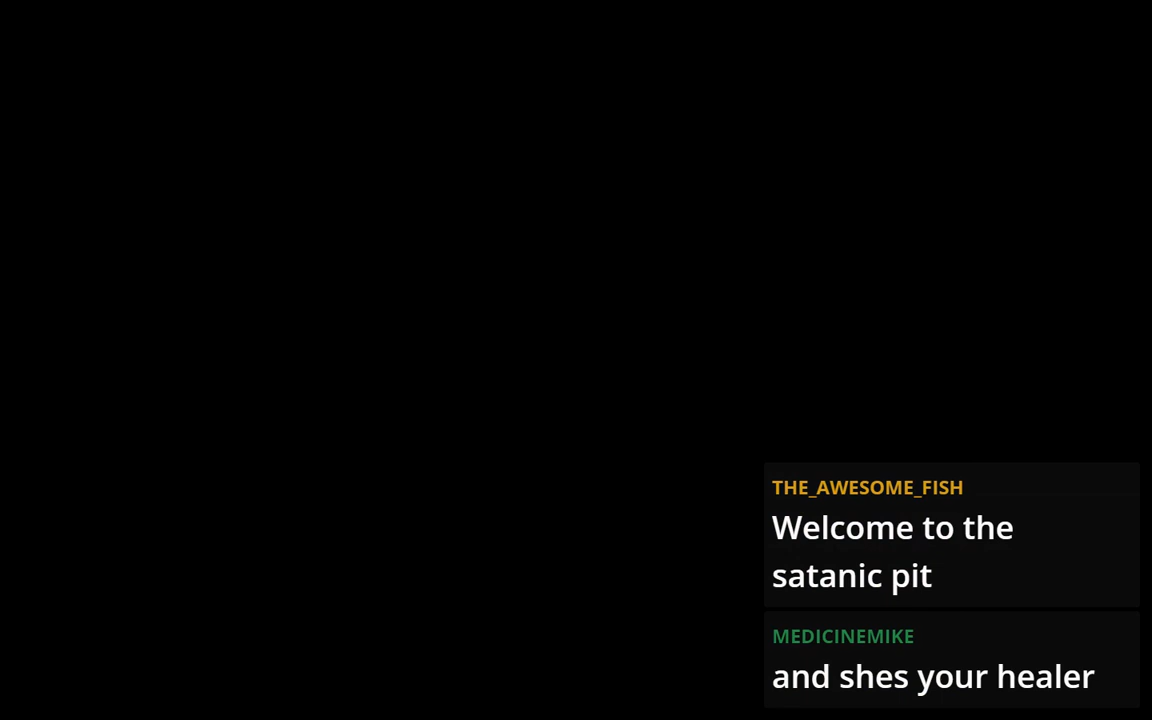 THE_AWESOME_FISH
Welcome to the
satanic pit
MEDICINEMIKE
and shes your healer